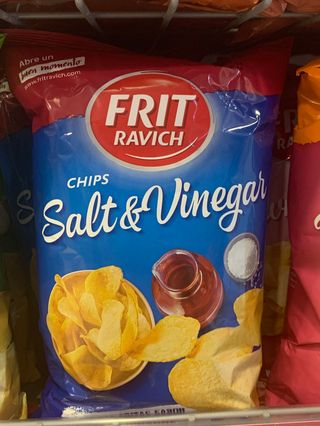 Abre un
buen momento
www.fritravich.com
FRIT
RAVICH
CHIPS
Salt & Vinegar